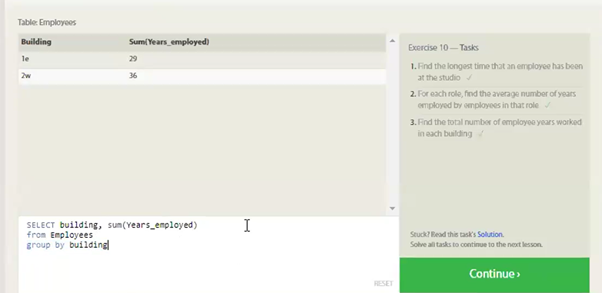 Table: Employees
Building Sum(Years_employed)
1e 29
2w 36
Exercise 10 — Tasks
1. Find the longest time that an employee has been
at the studio ✓
2. For each role, find the average number of years
employed by employees in that role ✓
3. Find the total number of employee years worked
in each building ✓
SELECT building, sum(Years_employed)
from Employees
group by building
RESET
Stuck? Read this task's Solution.
Solve all tasks to continue to the next lesson.
Continue ›